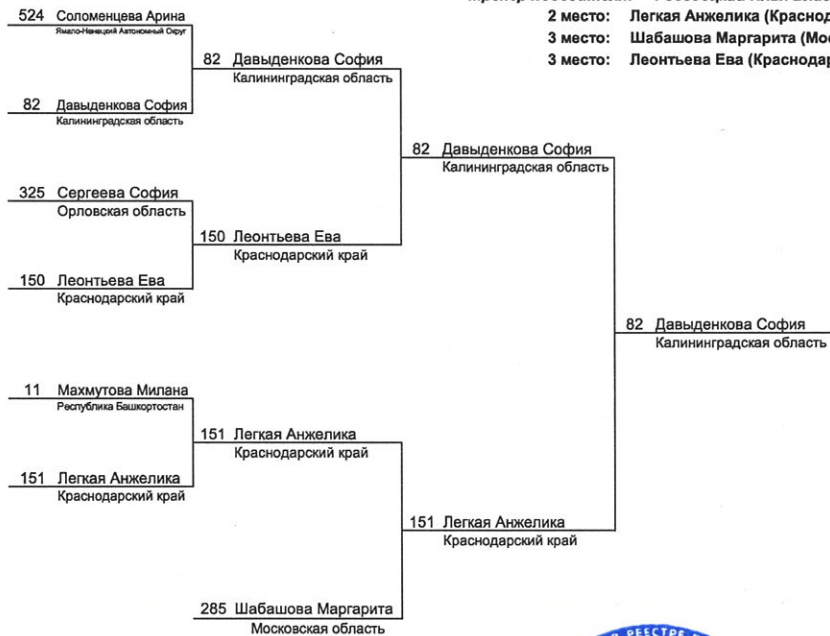 2 место: Легкая Анжелика (Краснод
3 место: Шабашова Маргарита (Мос
3 место: Леонтьева Ева (Краснодар
524 Соломенцева Арина
Ямало-Ненецкий Автономный Округ
82 Давыденкова София
Калининградская область
82 Давыденкова София
Калининградская область
82 Давыденкова София
Калининградская область
325 Сергеева София
Орловская область
150 Леонтьева Ева
Краснодарский край
150 Леонтьева Ева
Краснодарский край
82 Давыденкова София
Калининградская область
11 Махмутова Милана
Республика Башкортостан
151 Легкая Анжелика
Краснодарский край
151 Легкая Анжелика
Краснодарский край
151 Легкая Анжелика
Краснодарский край
285 Шабашова Маргарита
Московская область
РЕЕСТРЕ